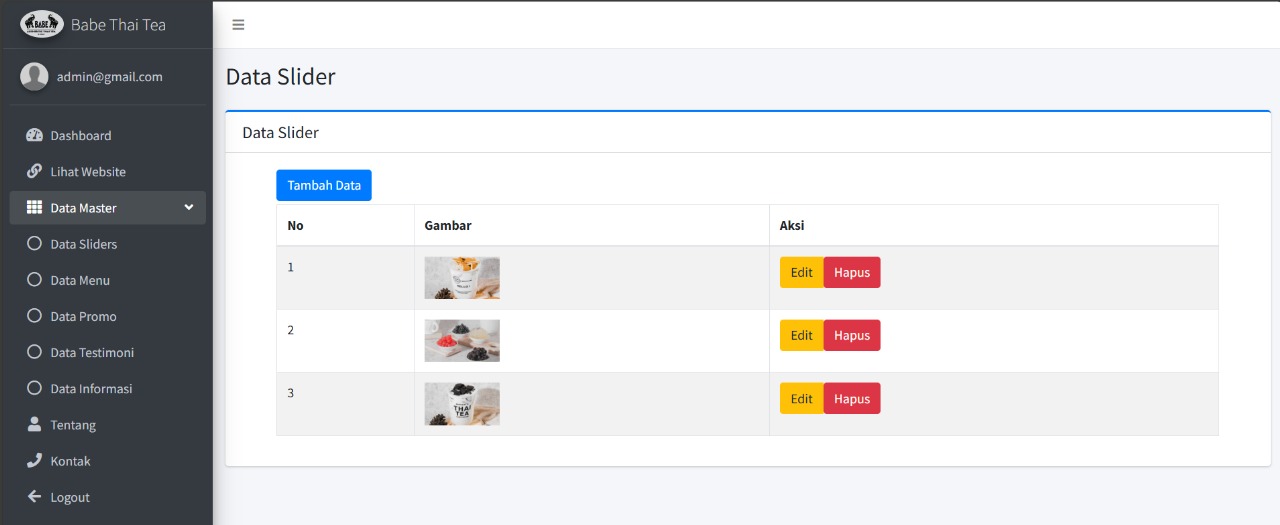 BABE
Babe Thai Tea
admin@gmail.com
Dashboard
Lihat Website
Data Master
Data Sliders
Data Menu
Data Promo
Data Testimoni
Data Informasi
Tentang
Kontak
Logout
Data Slider
Data Slider
Tambah Data
No Gambar Aksi
1 Edit Hapus
2 Edit Hapus
3 THAI TEA Edit Hapus